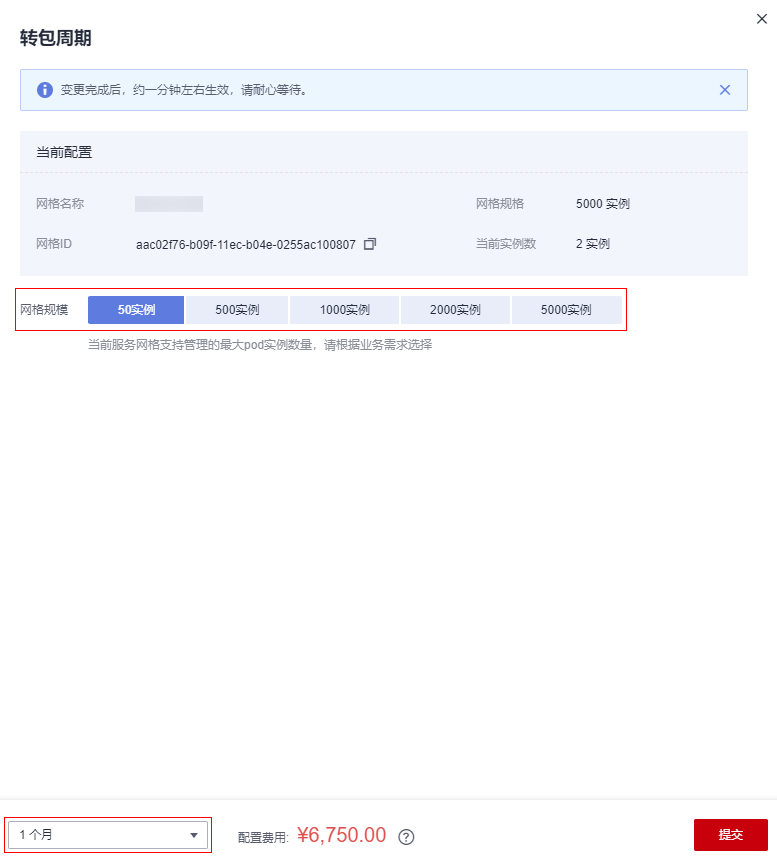 转包周期
变更完成后，约一分钟左右生效，请耐心等待。
当前配置
网格名称 网格规格 5000 实例
网格ID aac02f76-b09f-11ec-b04e-0255ac100807 当前实例数 2 实例
网格规模 50实例 500实例 1000实例 2000实例 5000实例
当前服务网格支持管理的最大pod实例数量，请根据业务需求选择
1 个月 配置费用: ¥6,750.00 提交